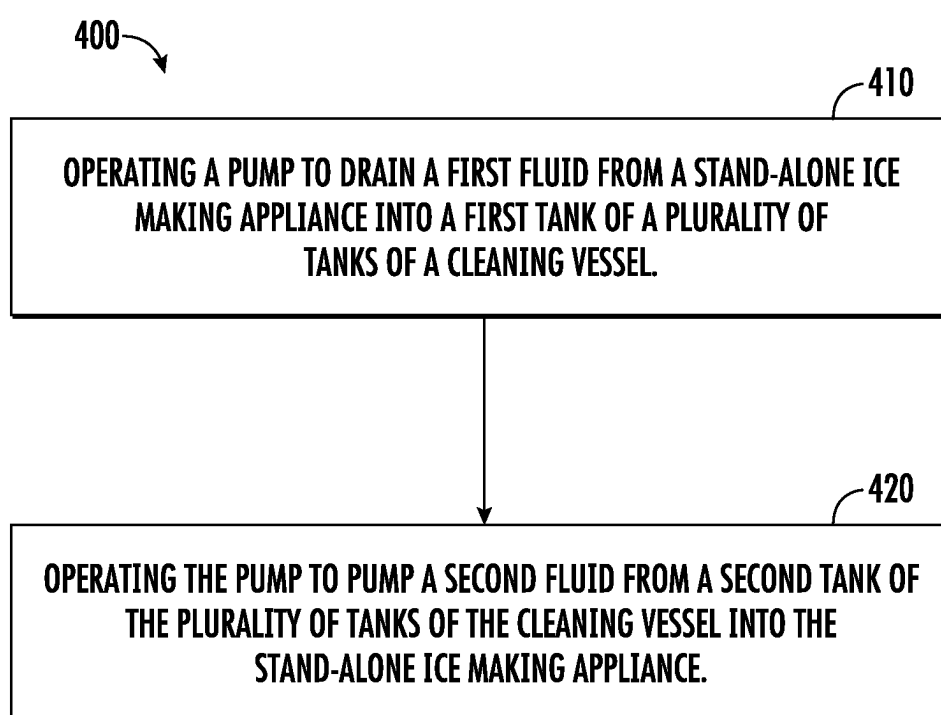 400
410
OPERATING A PUMP TO DRAIN A FIRST FLUID FROM A STAND-ALONE ICE
MAKING APPLIANCE INTO A FIRST TANK OF A PLURALITY OF
TANKS OF A CLEANING VESSEL.
420
OPERATING THE PUMP TO PUMP A SECOND FLUID FROM A SECOND TANK OF
THE PLURALITY OF TANKS OF THE CLEANING VESSEL INTO THE
STAND-ALONE ICE MAKING APPLIANCE.